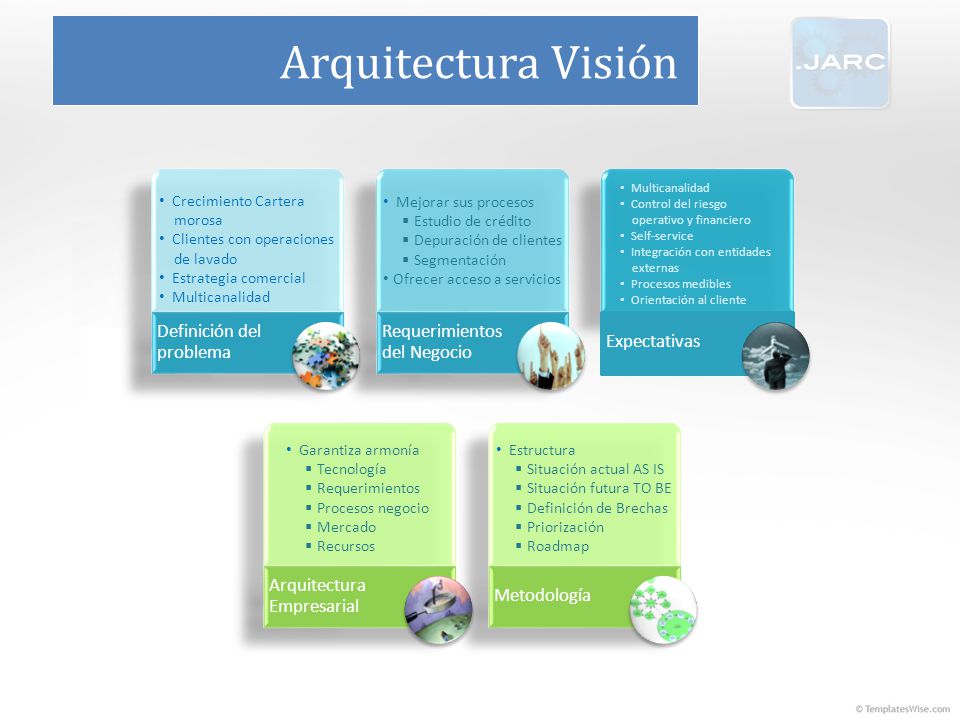 Arquitectura Visión
.JARC
• Crecimiento Cartera
morosa
• Clientes con operaciones
de lavado
• Estrategia comercial
• Multicanalidad
Definición del
problema
• Mejorar sus procesos
▪ Estudio de crédito
▪ Depuración de clientes
▪ Segmentación
• Ofrecer acceso a servicios
Requerimientos
del Negocio
• Multicanalidad
• Control del riesgo
operativo y financiero
• Self-service
• Integración con entidades
externas
• Procesos medibles
• Orientación al cliente
Expectativas
• Garantiza armonía
▪ Tecnología
▪ Requerimientos
▪ Procesos negocio
▪ Mercado
▪ Recursos
Arquitectura
Empresarial
• Estructura
▪ Situación actual AS IS
▪ Situación futura TO BE
▪ Definición de Brechas
▪ Priorización
▪ Roadmap
Metodología
© TemplatesWise.com